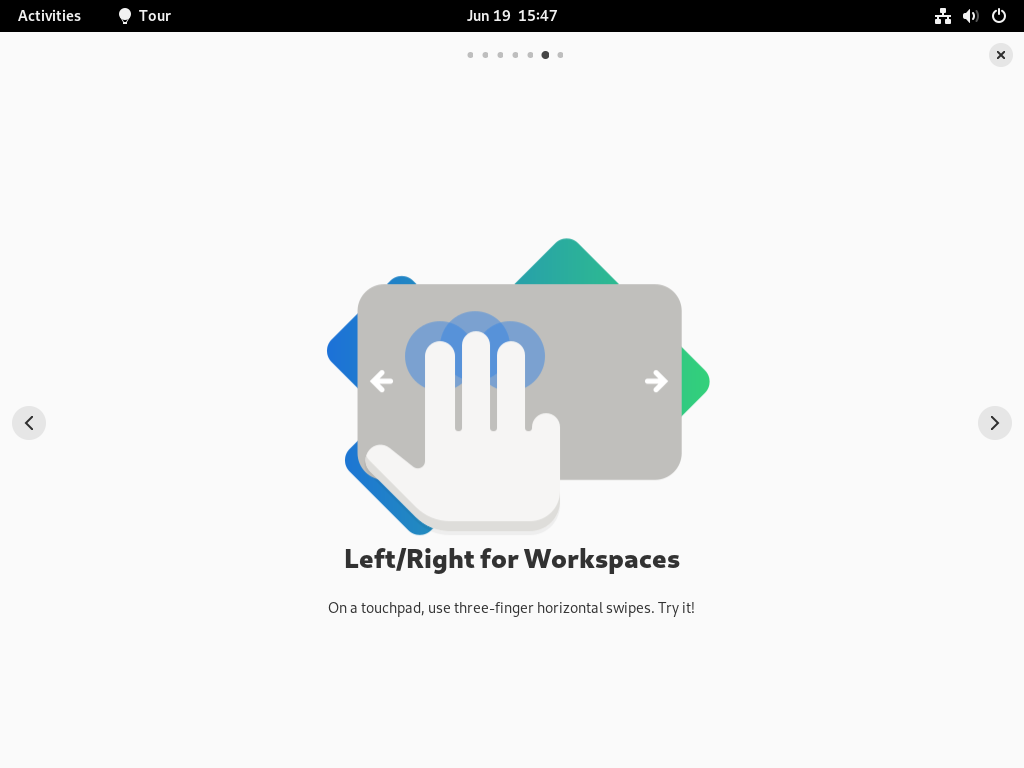 Activities Tour Jun 19 15:47
Left/Right for Workspaces
On a touchpad, use three-finger horizontal swipes. Try it!